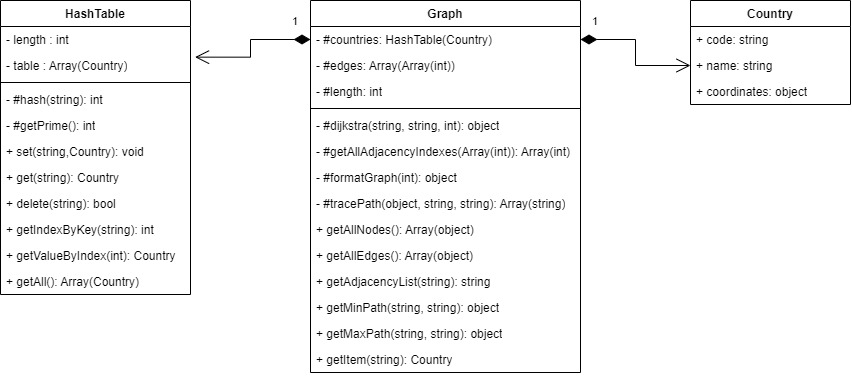 HashTable
- length : int
- table : Array(Country)
- #hash(string): int
- #getPrime(): int
+ set(string,Country): void
+ get(string): Country
+ delete(string): bool
+ getIndexByKey(string): int
+ getValueByIndex(int): Country
+ getAll(): Array(Country)
1
Graph
- #countries: HashTable(Country)
- #edges: Array(Array(int))
- #length: int
- #dijkstra(string, string, int): object
- #getAllAdjacencyIndexes(Array(int)): Array(int)
- #formatGraph(int): object
- #tracePath(object, string, string): Array(string)
+ getAllNodes(): Array(object)
+ getAllEdges(): Array(object)
+ getAdjacencyList(string): string
+ getMinPath(string, string): object
+ getMaxPath(string, string): object
+ getItem(string): Country
1
Country
+ code: string
+ name: string
+ coordinates: object